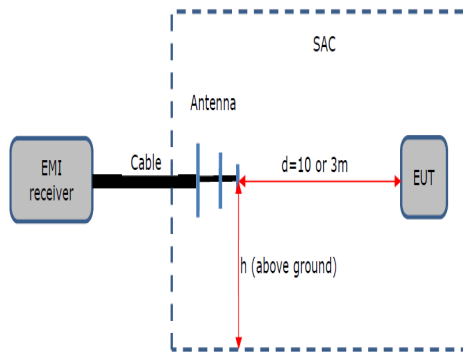 SAC
Antenna
Cable
EMI
receiver
d=10 or 3m
EUT
h (above ground)